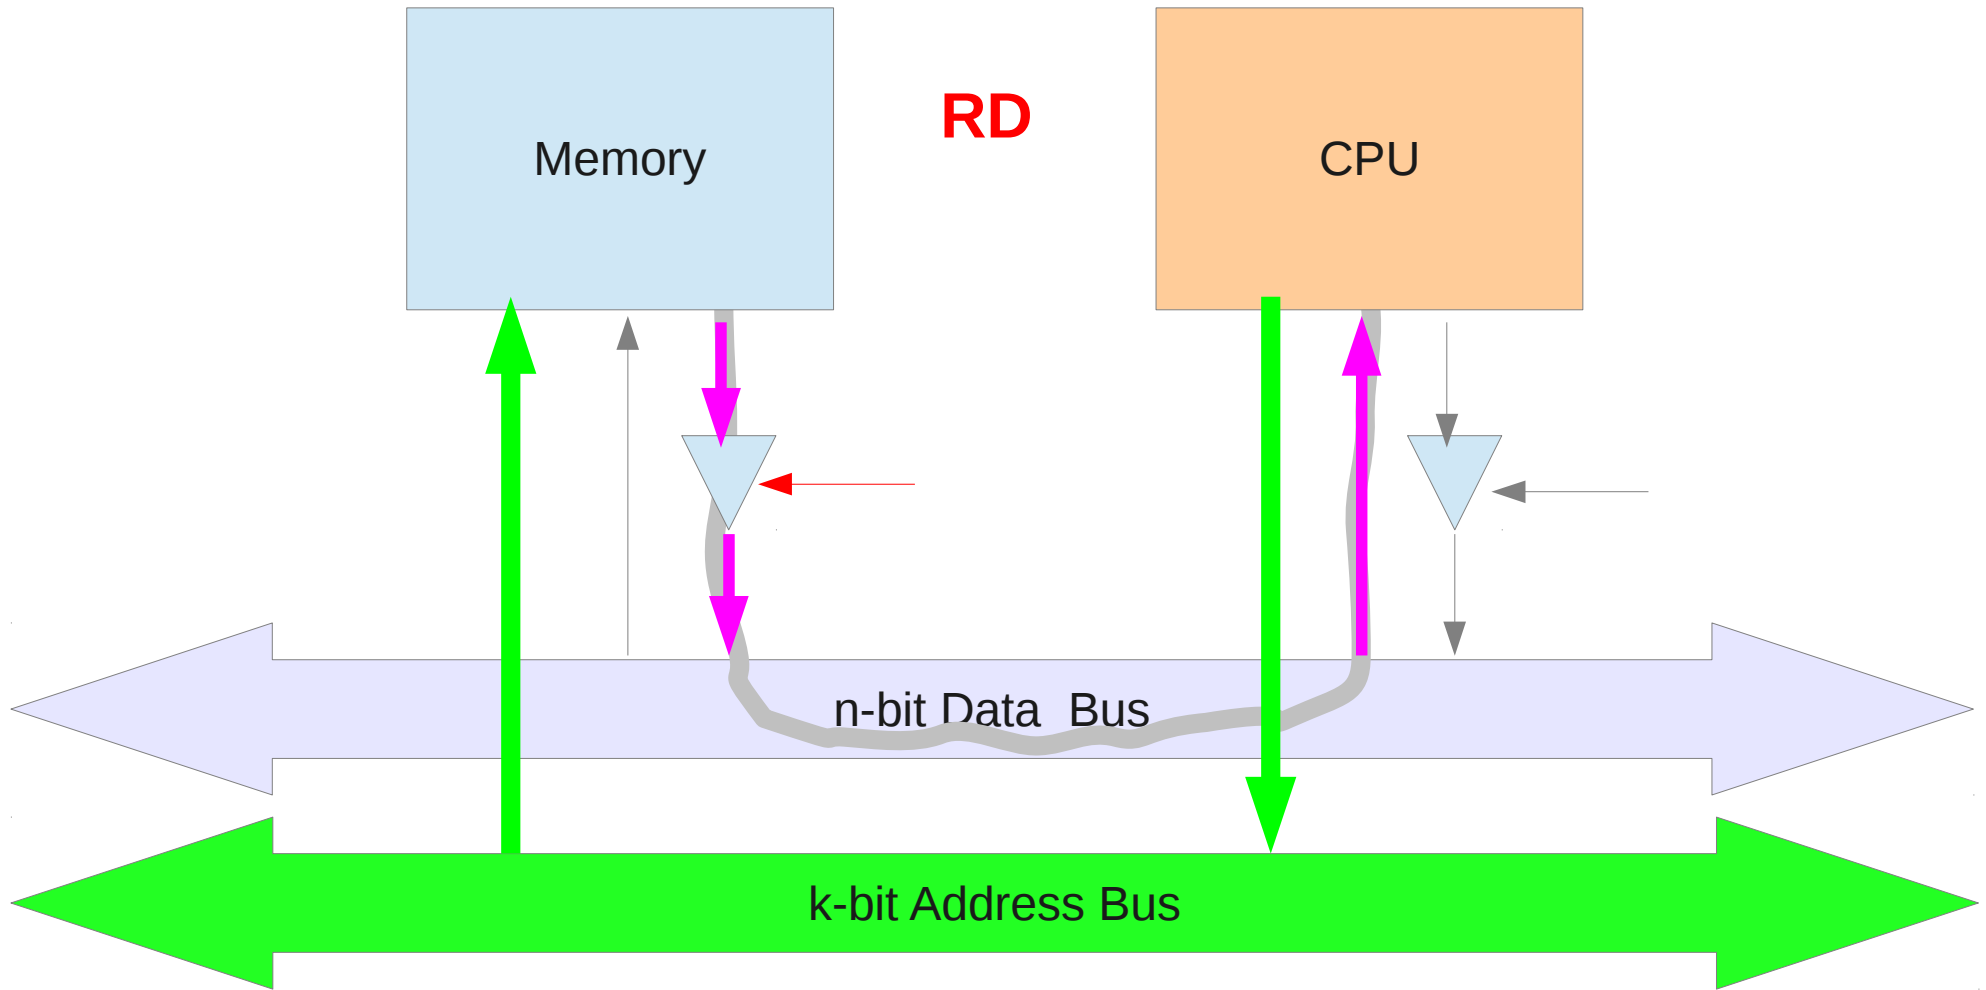 RD
Memory
CPU
n-bit Data  Bus
k-bit Address Bus